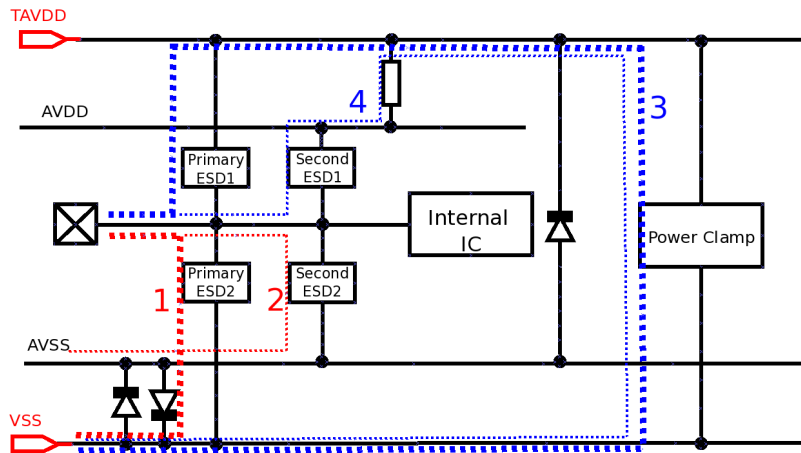 TAVDD
4
3
AVDD
Primary
ESD1
Second
ESD1
Internal
IC
Power Clamp
Primary
ESD2
Second
ESD2
1
2
AVSS
VSS